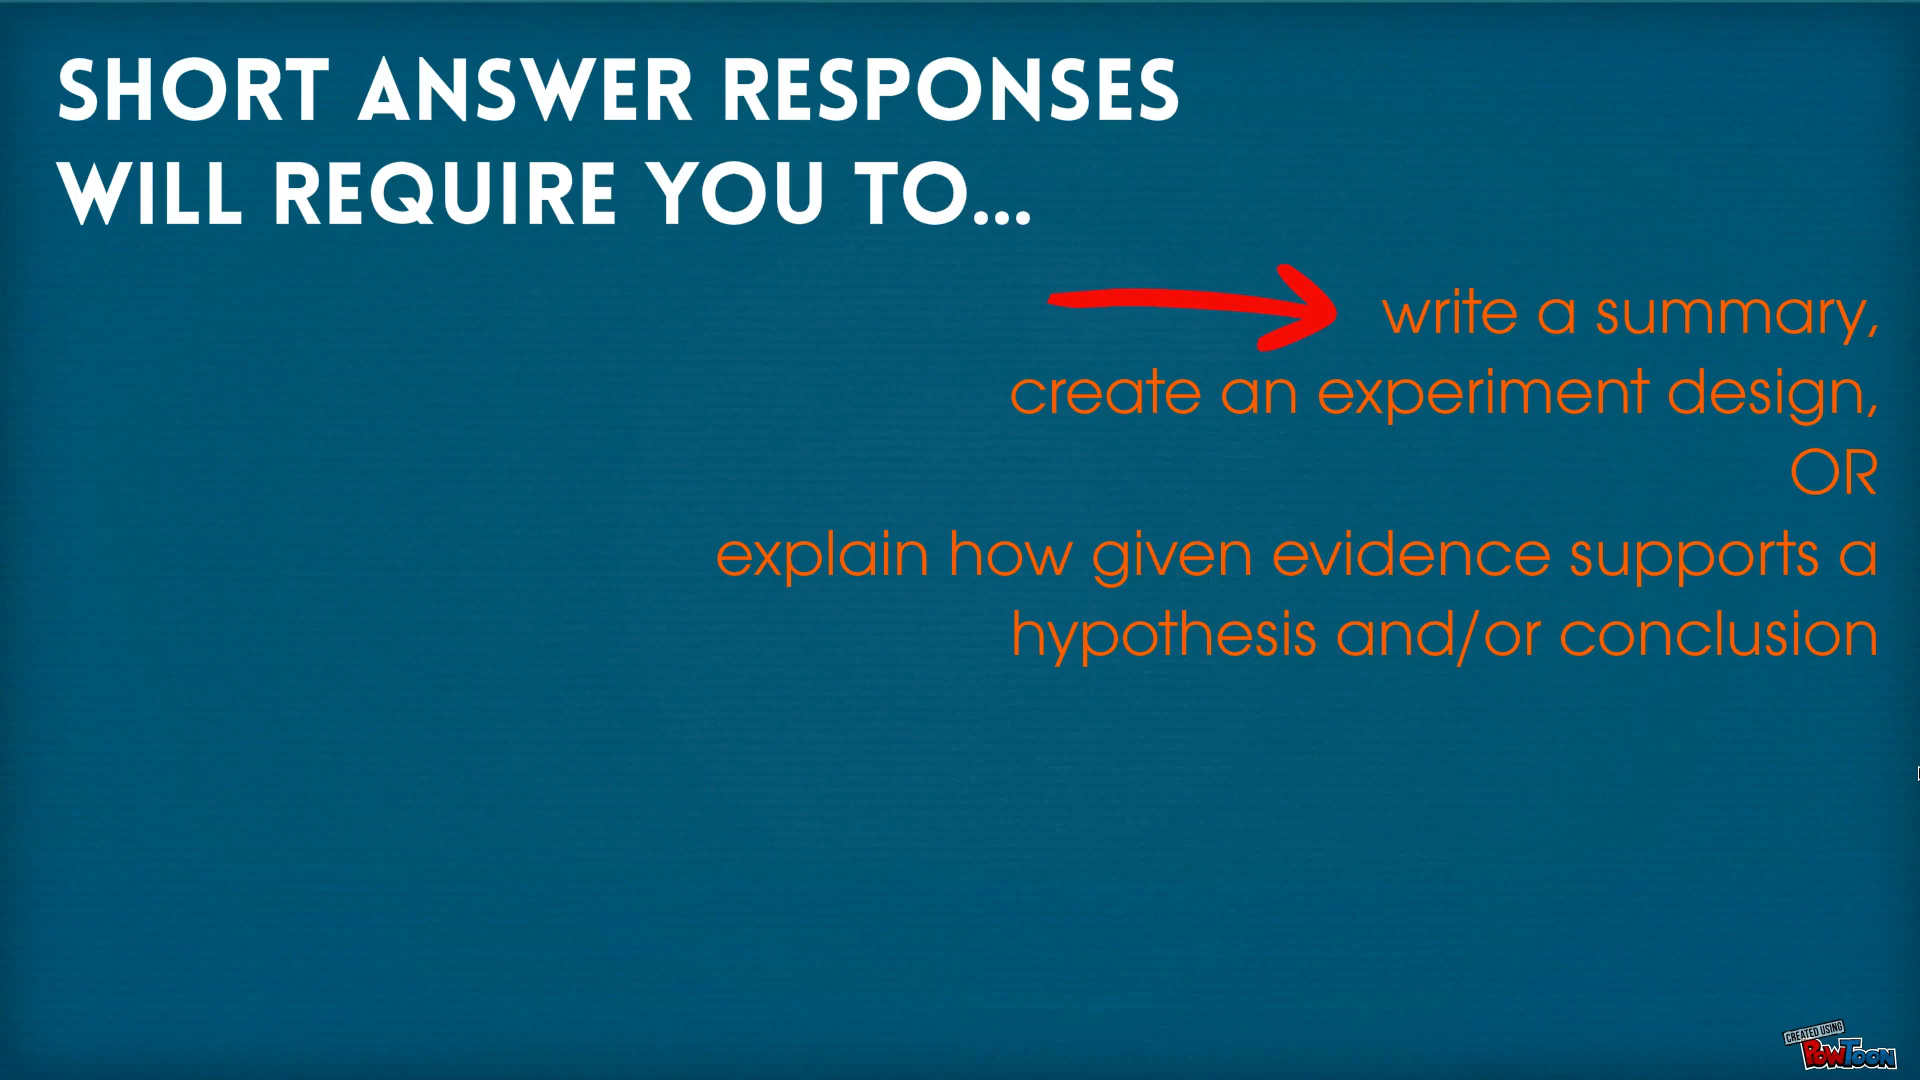 SHORT ANSWER RESPONSES
WILL REQUIRE YOU TO...
write a summary,
create an experiment design,
OR
explain how given evidence supports a
hypothesis and/or conclusion
CREATED USING
POWTOON